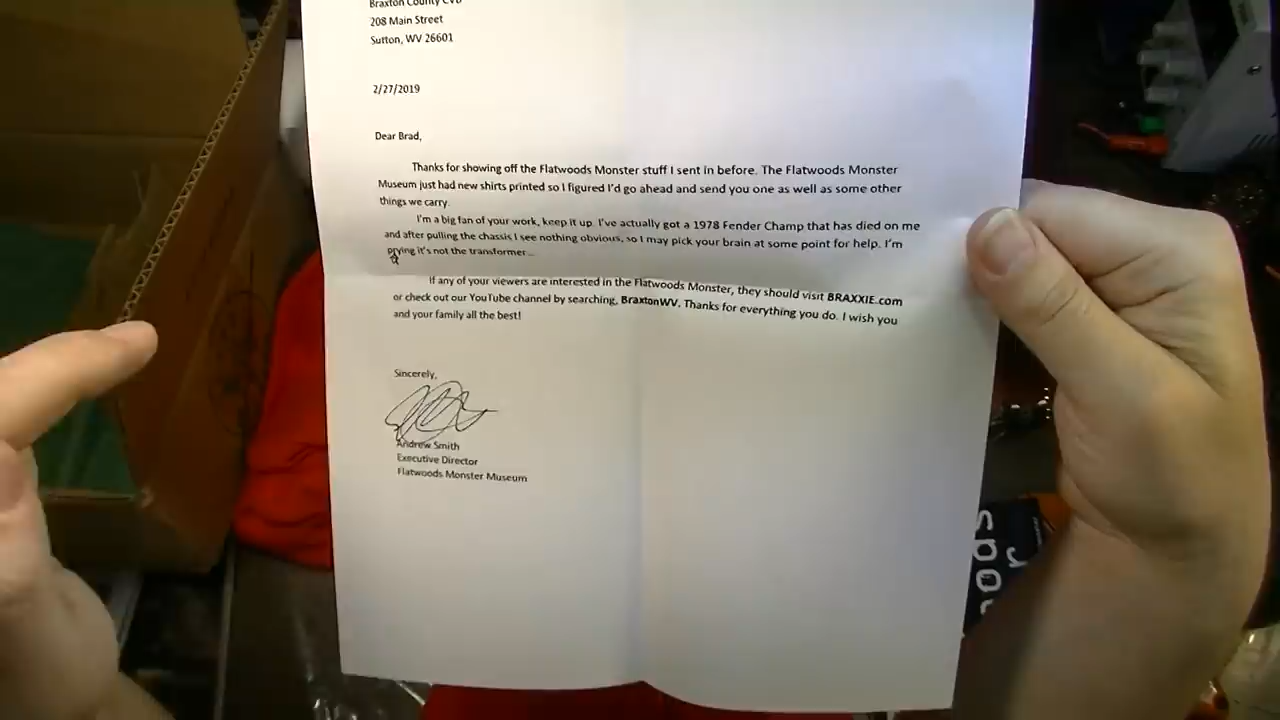 Braxton County CVB
208 Main Street
Sutton, WV 26601
2/27/2019
Dear Brad,
Thanks for showing off the Flatwoods Monster stuff I sent in before. The Flatwoods Monster
Museum just had new shirts printed so I figured I'd go ahead and send you one as well as some other
things we carry.
I'm a big fan of your work, keep it up. I've actually got a 1978 Fender Champ that has died on me
and after pulling the chassis I see nothing obvious, so I may pick your brain at some point for help. I'm
prying it's not the transformer...
If any of your viewers are interested in the Flatwoods Monster, they should visit BRAXXIE.com
or check out our YouTube channel by searching, BraxtonWV. Thanks for everything you do. I wish you
and your family all the best!
Sincerely,
Andrew Smith
Executive Director
Flatwoods Monster Museum